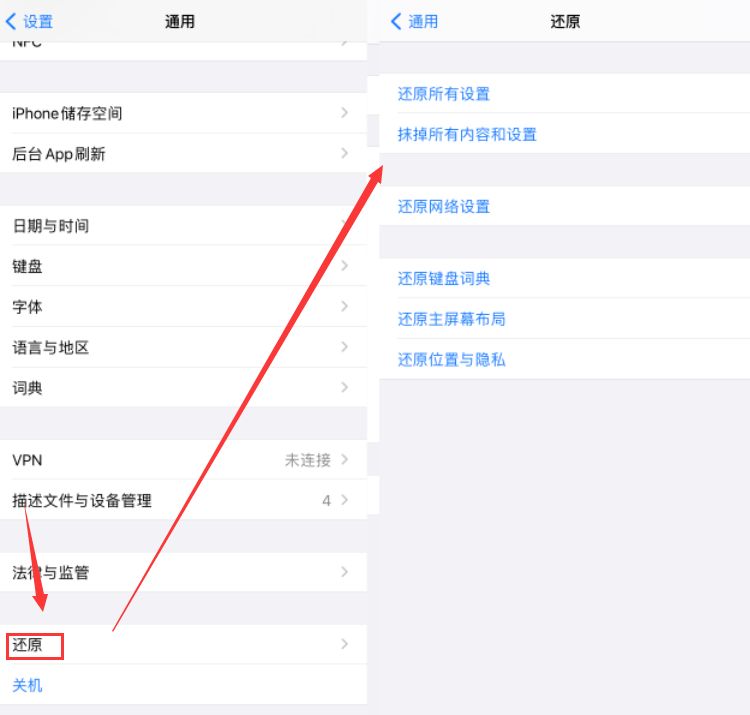 设置
通用
NFC
iPhone储存空间
后台App刷新
日期与时间
键盘
字体
语言与地区
词典
VPN 未连接
描述文件与设备管理 4
法律与监管
还原
关机
通用
还原
还原所有设置
抹掉所有内容和设置
还原网络设置
还原键盘词典
还原主屏幕布局
还原位置与隐私